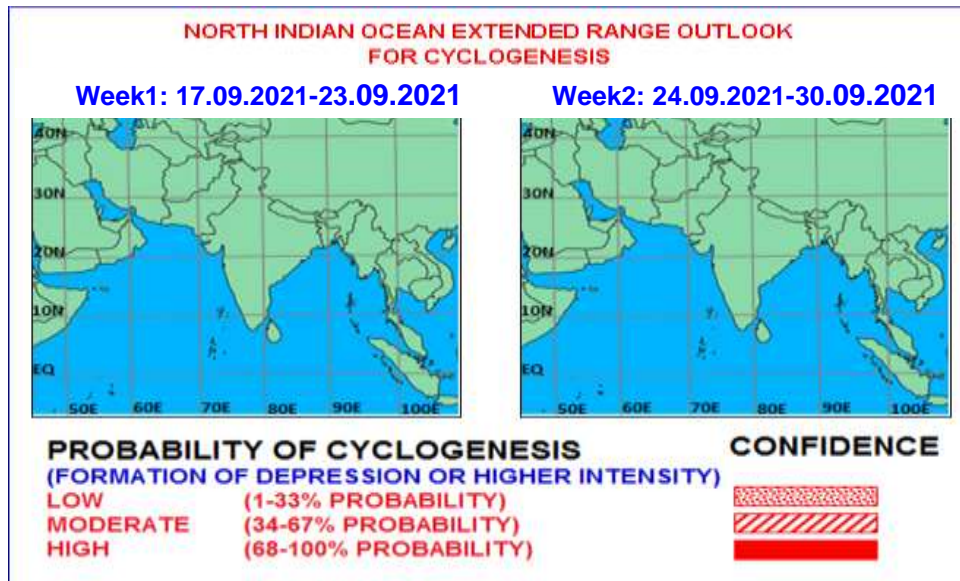 NORTH INDIAN OCEAN EXTENDED RANGE OUTLOOK
FOR CYCLOGENESIS
Week1: 17.09.2021-23.09.2021
Week2: 24.09.2021-30.09.2021
40N
30N
20N
10N
EQ
50E 60E 70E 80E 90E 100E
40N
30N
20N
10N
EQ
50E 60E 70E 80E 90E 100E
PROBABILITY OF CYCLOGENESIS CONFIDENCE
(FORMATION OF DEPRESSION OR HIGHER INTENSITY)
LOW (1-33% PROBABILITY)
MODERATE (34-67% PROBABILITY)
HIGH (68-100% PROBABILITY)